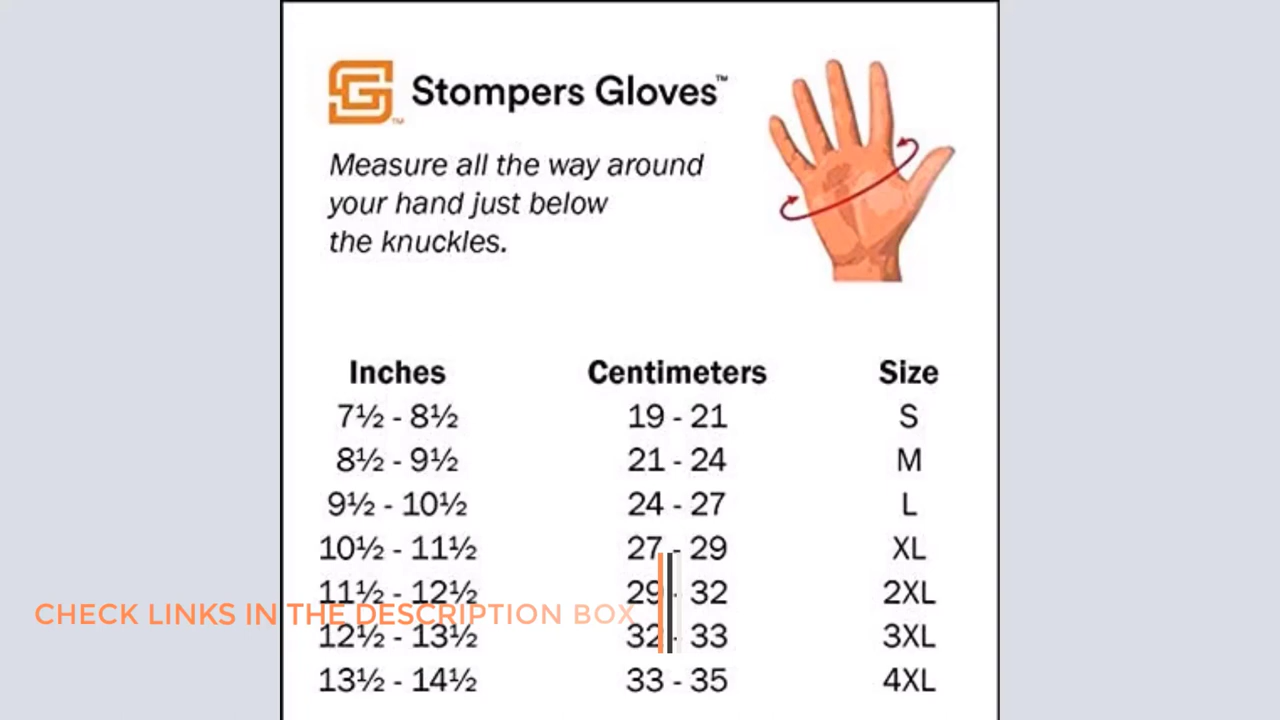 Stompers Gloves™
Measure all the way around
your hand just below
the knuckles.
Inches Centimeters Size
7½ - 8½ 19 - 21 S
8½ - 9½ 21 - 24 M
9½ - 10½ 24 - 27 L
10½ - 11½ 27 - 29 XL
11½ - 12½ 29 - 32 2XL
CHECK LINKS IN THE DESCRIPTION BOX
12½ - 13½ 32 - 33 3XL
13½ - 14½ 33 - 35 4XL